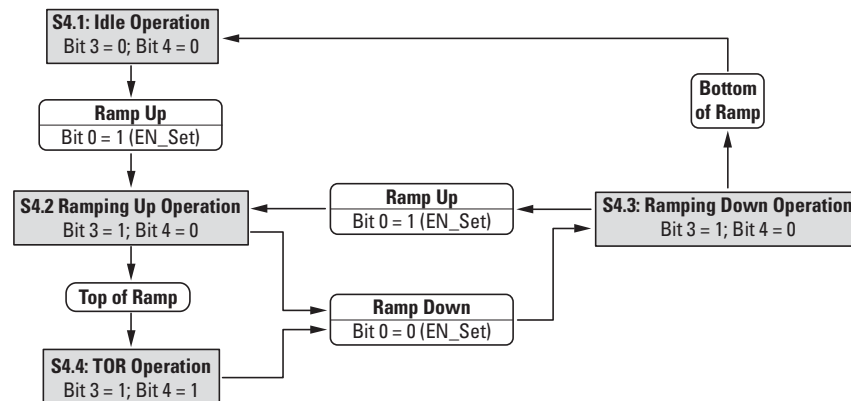 S4.1: Idle Operation
Bit 3 = 0; Bit 4 = 0
Bottom
of Ramp
Ramp Up
Bit 0 = 1 (EN_Set)
Ramp Up
Bit 0 = 1 (EN_Set)
S4.2 Ramping Up Operation
Bit 3 = 1; Bit 4 = 0
S4.3: Ramping Down Operation
Bit 3 = 1; Bit 4 = 0
Top of Ramp
Ramp Down
Bit 0 = 0 (EN_Set)
S4.4: TOR Operation
Bit 3 = 1; Bit 4 = 1